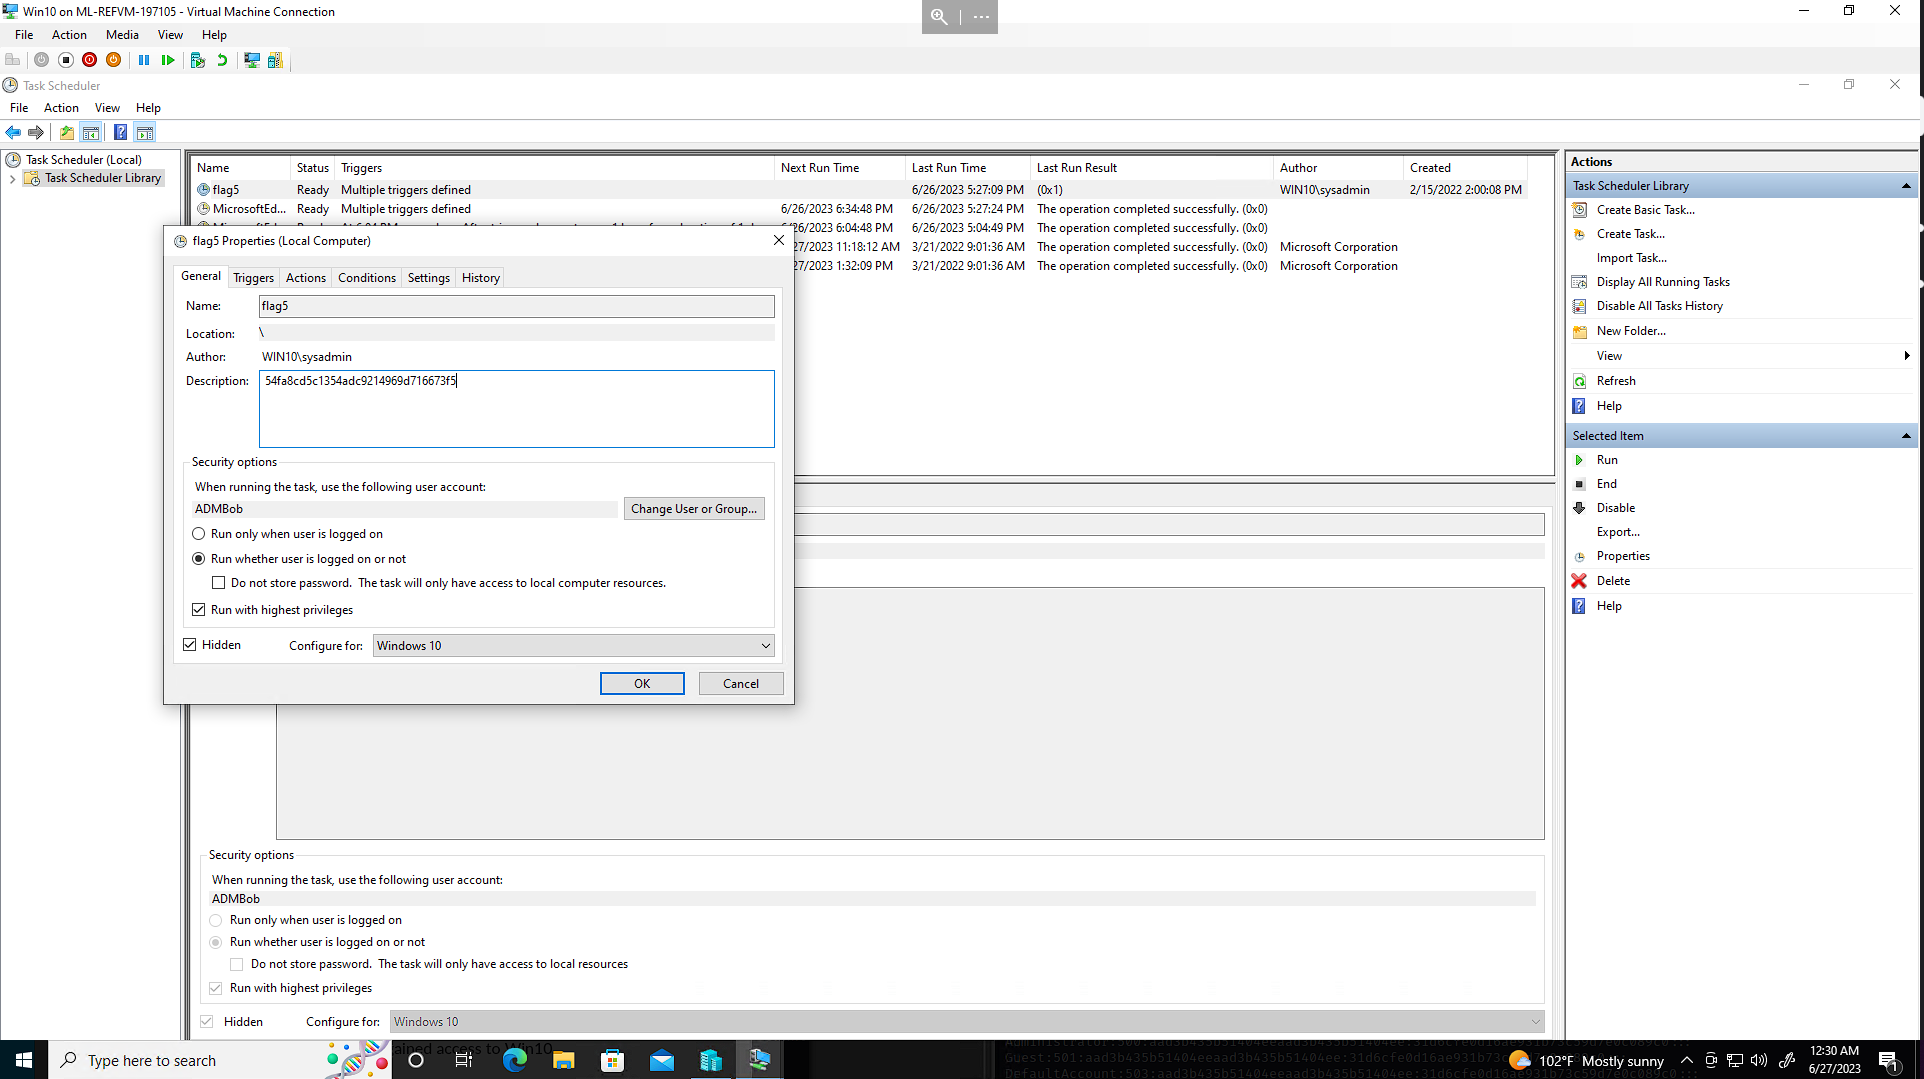 Win10 on ML-REFVM-197105 - Virtual Machine Connection
File Action Media View Help
Task Scheduler
File Action View Help
Task Scheduler (Local)
Task Scheduler Library
Name Status Triggers Next Run Time Last Run Time Last Run Result Author Created
flag5 Ready Multiple triggers defined 6/26/2023 5:27:09 PM (0x1) WIN10\sysadmin 2/15/2022 2:00:08 PM
MicrosoftEd... Ready Multiple triggers defined 6/26/2023 6:34:48 PM 6/26/2023 5:27:24 PM The operation completed successfully. (0x0)
/26/2023 6:04:48 PM 6/26/2023 5:04:49 PM The operation completed successfully. (0x0)
27/2023 11:18:12 AM 3/21/2022 9:01:36 AM The operation completed successfully. (0x0) Microsoft Corporation
27/2023 1:32:09 PM 3/21/2022 9:01:36 AM The operation completed successfully. (0x0) Microsoft Corporation
flag5 Properties (Local Computer)
General Triggers Actions Conditions Settings History
Name: flag5
Location: \
Author: WIN10\sysadmin
Description: 54fa8cd5c1354adc9214969d716673f5
Security options
When running the task, use the following user account:
ADMBob Change User or Group...
Run only when user is logged on
Run whether user is logged on or not
Do not store password. The task will only have access to local computer resources.
Run with highest privileges
Hidden Configure for: Windows 10
OK Cancel
Security options
When running the task, use the following user account:
ADMBob
Run only when user is logged on
Run whether user is logged on or not
Do not store password. The task will only have access to local resources
Run with highest privileges
Hidden Configure for: Windows 10
Actions
Task Scheduler Library
Create Basic Task...
Create Task...
Import Task...
Display All Running Tasks
Disable All Tasks History
New Folder...
View
Refresh
Help
Selected Item
Run
End
Disable
Export...
Properties
Delete
Help
Type here to search
ained access to Win10
102°F Mostly sunny
12:30 AM
6/27/2023
1